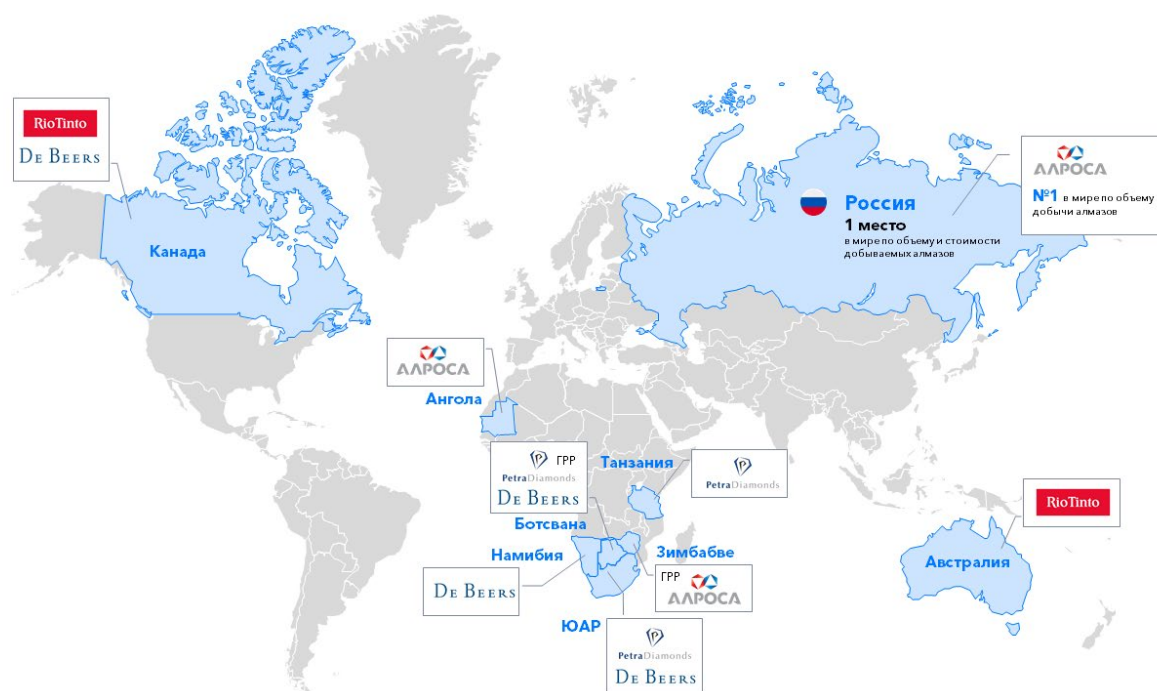 RioTinto
DE BEERS
Канада
АЛРОСА
№1 в мире по объему
добычи алмазов
Россия
1 место
в мире по объему и стоимости
добываемых алмазов
АЛРОСА
Ангола
P ГРР
PetraDiamonds
DE BEERS
Ботсвана
Танзания
P
PetraDiamonds
Намибия
DE BEERS
Зимбабве
ГРР
АЛРОСА
ЮАР
P
PetraDiamonds
DE BEERS
RioTinto
Австралия